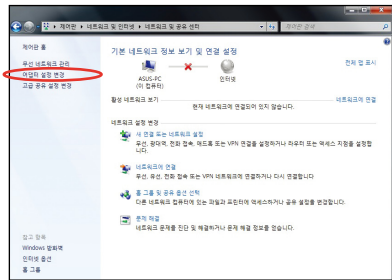 제어판 ▸ 네트워크 및 인터넷 ▸ 네트워크 및 공유 센터
제어판 검색
제어판 홈
무선 네트워크 관리
어댑터 설정 변경
고급 공유 설정 변경
기본 네트워크 정보 보기 및 연결 설정
전체 맵 표시
ASUS-PC
(이 컴퓨터)
인터넷
활성 네트워크 보기
네트워크에 연결
현재 네트워크에 연결되어 있지 않습니다.
네트워크 설정 변경
새 연결 또는 네트워크 설정
무선, 광대역, 전화 접속, 애드혹 또는 VPN 연결을 설정하거나 라우터 또는 액세스 지점을 설정합
니다.
네트워크에 연결
무선, 유선, 전화 접속 또는 VPN 네트워크에 연결하거나 다시 연결합니다.
홈 그룹 및 공유 옵션 선택
다른 네트워크 컴퓨터에 있는 파일과 프린터에 액세스하거나 공유 설정을 변경합니다.
문제 해결
네트워크 문제를 진단 및 해결하거나 문제 해결 정보를 얻습니다.
참고 항목
Windows 방화벽
인터넷 옵션
홈 그룹